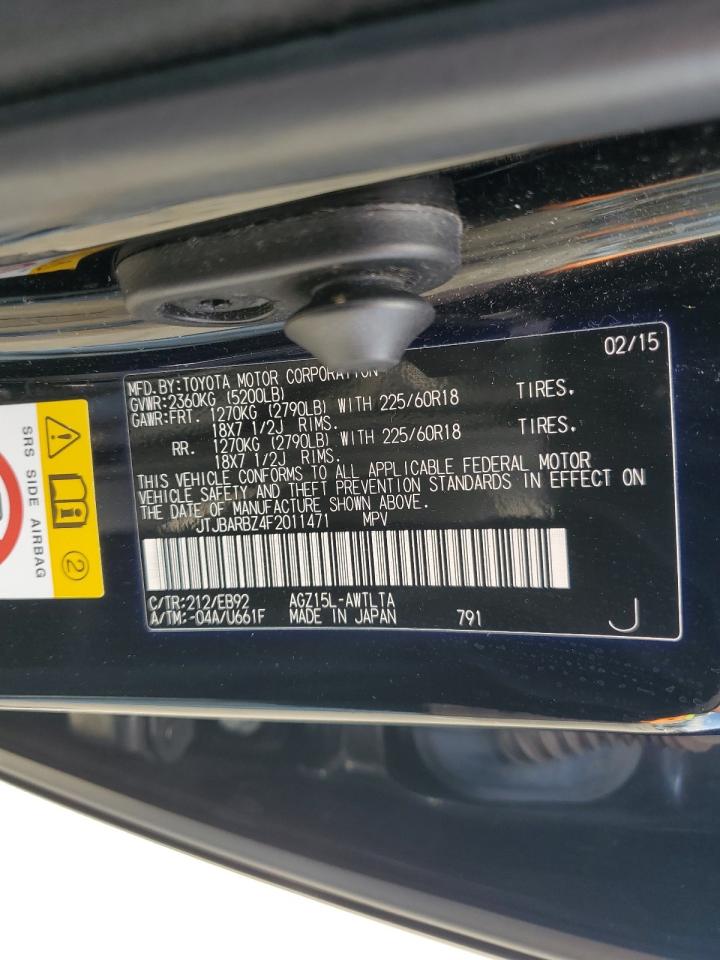 02/15
MFD. BY:TOYOTA MOTOR CORPORATION
GVWR:2360KG (5200LB)
GAWR:FRT. 1270KG (2790LB) WITH 225/60R18 TIRES.
18X7 1/2J RIMS.
RR. 1270KG (2790LB) WITH 225/60R18 TIRES.
18X7 1/2J RIMS.
THIS VEHICLE CONFORMS TO ALL APPLICABLE FEDERAL MOTOR
VEHICLE SAFETY AND THEFT PREVENTION STANDARDS IN EFFECT ON
THE DATE OF MANUFACTURE SHOWN ABOVE.
JTJBARBZ4F2011471 MPV
C/TR:212/EB92 AGZ15L-AWTLTA
A/TM:-04A/U661F MADE IN JAPAN 791
J
SRS SIDE AIRBAG
2